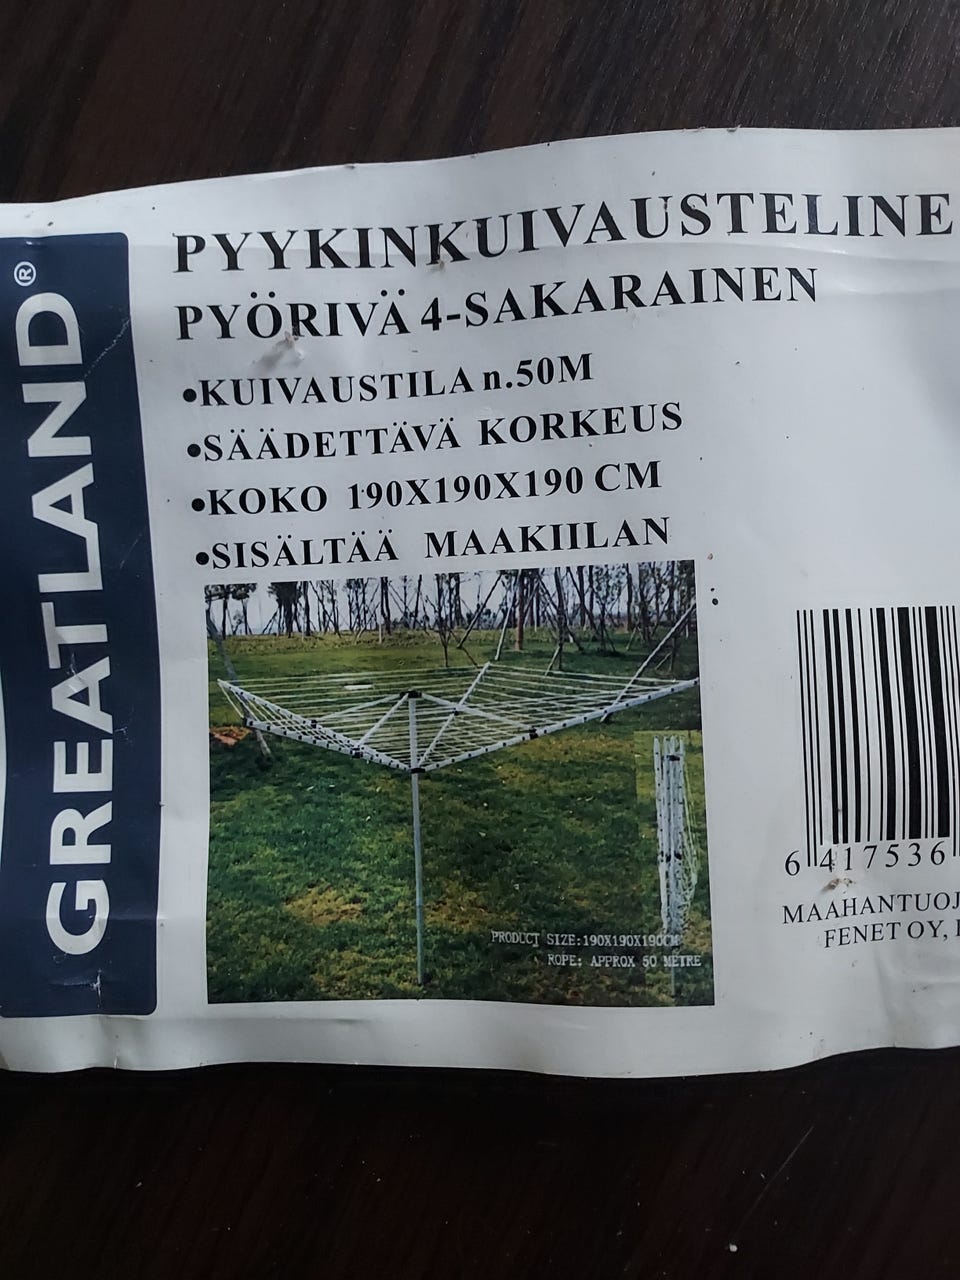 GREATLAND®
PYYKINKUIVAUSTELINE
PYÖRIVÄ 4-SAKARAINEN
•KUIVAUSTILA n.50M
•SÄÄDETTÄVÄ KORKEUS
•KOKO 190X190X190 CM
•SISÄLTÄÄ MAAKIILAN
PRODUCT SIZE:190X190X190CM
ROPE: APPROX 50 METRE
6 417536
MAAHANTUOJ
FENET OY,